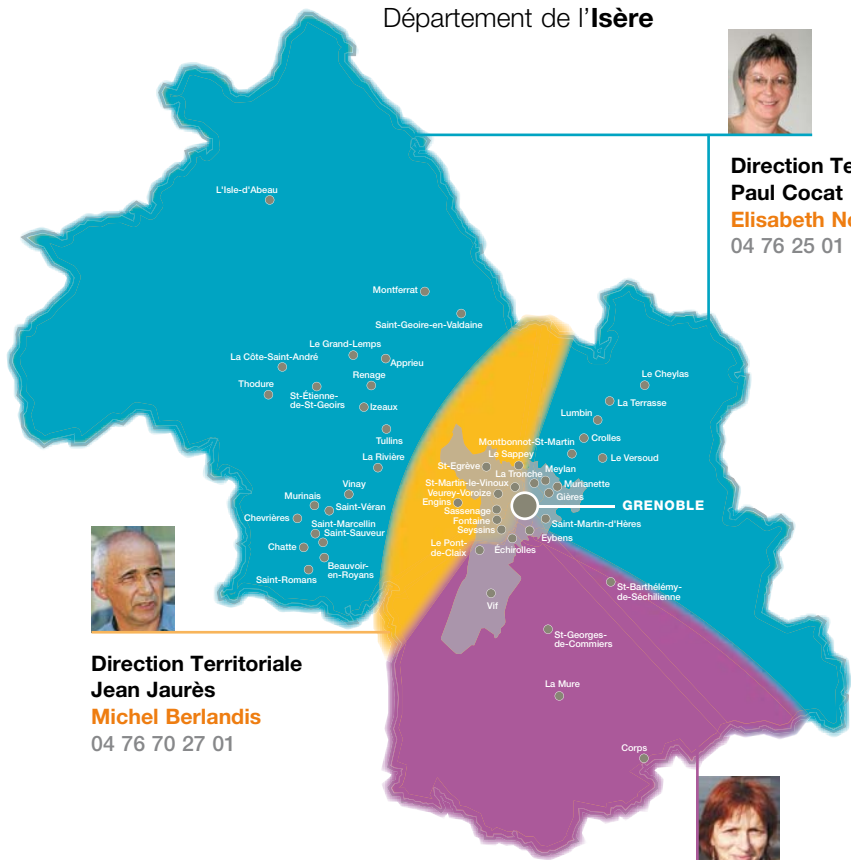 Département de l'Isère
Direction
Paul Cocat
Elisabeth
04 76 25 01
L'Isle-d'Abeau
Montferrat
Saint-Geoire-en-Valdaine
Le Grand-Lemps
La Côte-Saint-André
Apprieu
Renage
Thodure
St-Étienne-
de-St-Geoirs
Izeaux
Tullins
La Rivière
Vinay
Murinais
Saint-Véran
Chevrières
Saint-Marcellin
Saint-Sauveur
Chatte
Beauvoir-
en-Royans
Saint-Romans
Le Cheylas
La Terrasse
Lumbin
Crolles
Montbonnot-St-Martin
Le Versoud
Le Sappey
St-Egrève
La Tronche
Meylan
Murianette
Gières
St-Martin-le-Vinoux
Veurey-Voroize
Engins
Sassenage
Fontaine
Seyssins
GRENOBLE
Saint-Martin-d'Hères
Eybens
Le Pont-
de-Claix
Échirolles
Vif
St-Barthélémy-
de-Séchilienne
St-Georges-
de-Commiers
La Mure
Corps
Direction Territoriale
Jean Jaurès
Michel Berlandis
04 76 70 27 01